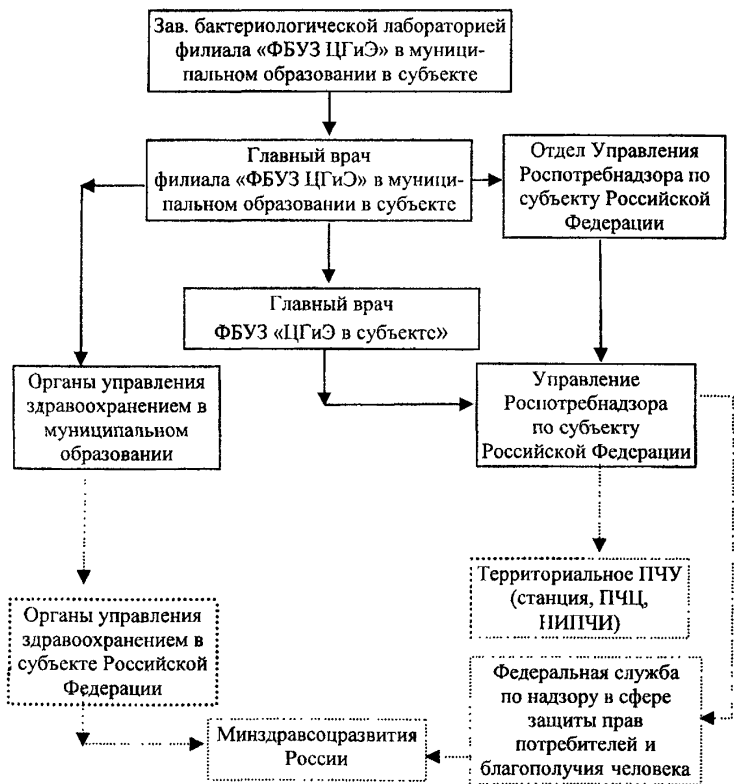 Зав. бактериологической лабораторией
филиала «ФБУЗ ЦГиЭ» в муници-
пальном образовании в субъекте
Главный врач
филиала «ФБУЗ ЦГиЭ» в муници-
пальном образовании в субъекте
Отдел Управления
Роспотребнадзора по
субъекту Российской
Федерации
Главный врач
ФБУЗ «ЦГиЭ в субъекте»
Органы управления
здравоохранением в
муниципальном
образовании
Управление
Роспотребнадзора
по субъекту
Российской Федерации
Территориальное ПЧУ
(станция, ПЧЦ,
НИПЧИ)
Органы управления
здравоохранением в
субъекте Российской
Федерации
Федеральная служба
по надзору в сфере
защиты прав
потребителей и
благополучия человека
Минздравсоцразвития
России